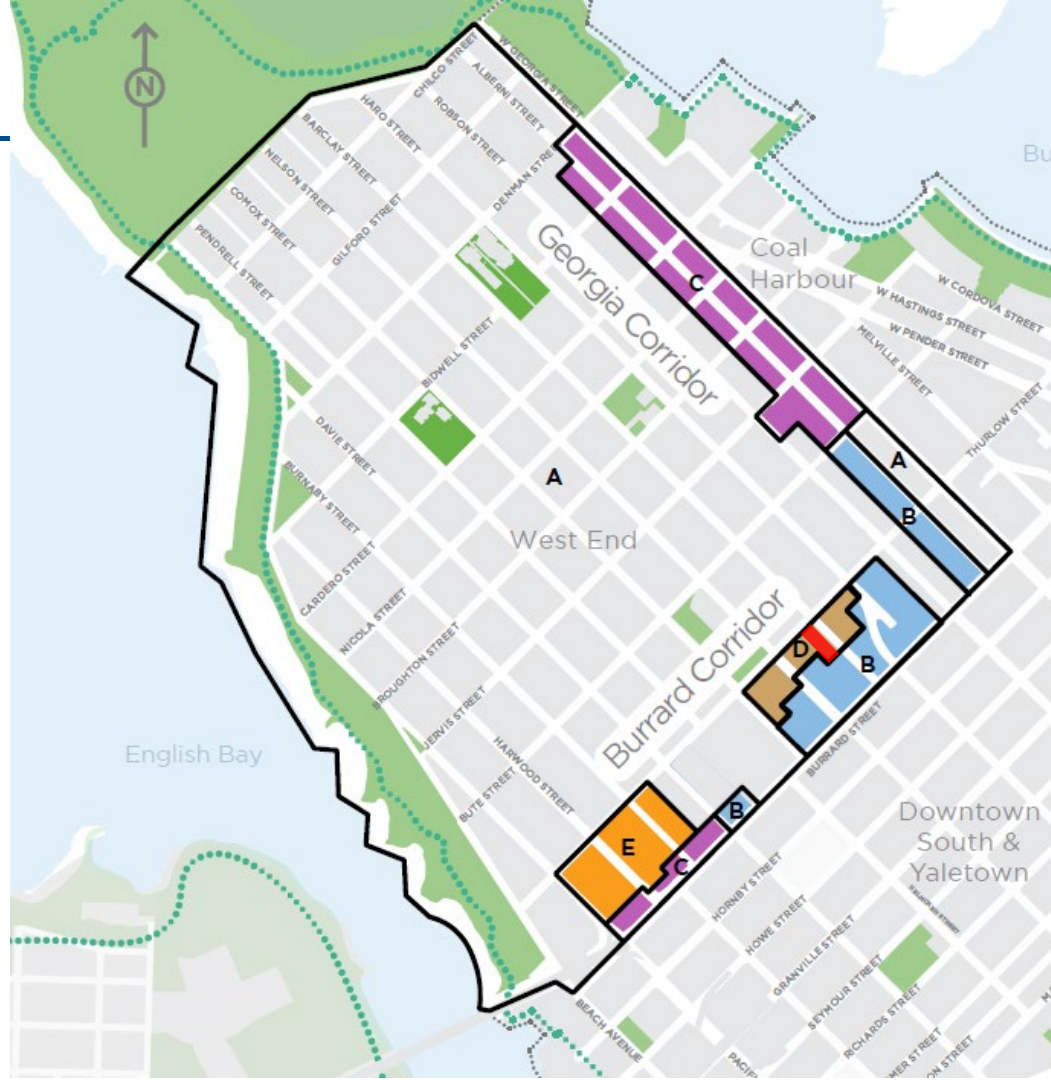 N
W GEORGIA STREET
CHILCO STREET
ALBERNI STREET
ROBSON STREET
HARO STREET
BARCLAY STREET
NELSON STREET
COMOX STREET
PENDRELL STREET
GILFORD STREET
BIDWELL STREET
Georgia Corridor
C
Coal
Harbour
W CORDOVA STREET
W HASTINGS STREET
W PENDER STREET
MELVILLE STREET
THURLOW STREET
DAVIE STREET
BURNABY STREET
A
A
B
West End
CARDERO STREET
NICOLA STREET
BROUGHTON STREET
JERVIS STREET
BUTE STREET
HARWOOD STREET
Burrard Corridor
D
B
BURRARD STREET
English Bay
B
E
C
Downtown
South &
Yaletown
HORNBY STREET
HOWE STREET
GRANVILLE STREET
SEYMOUR STREET
RICHARDS STREET
BEACH AVENUE